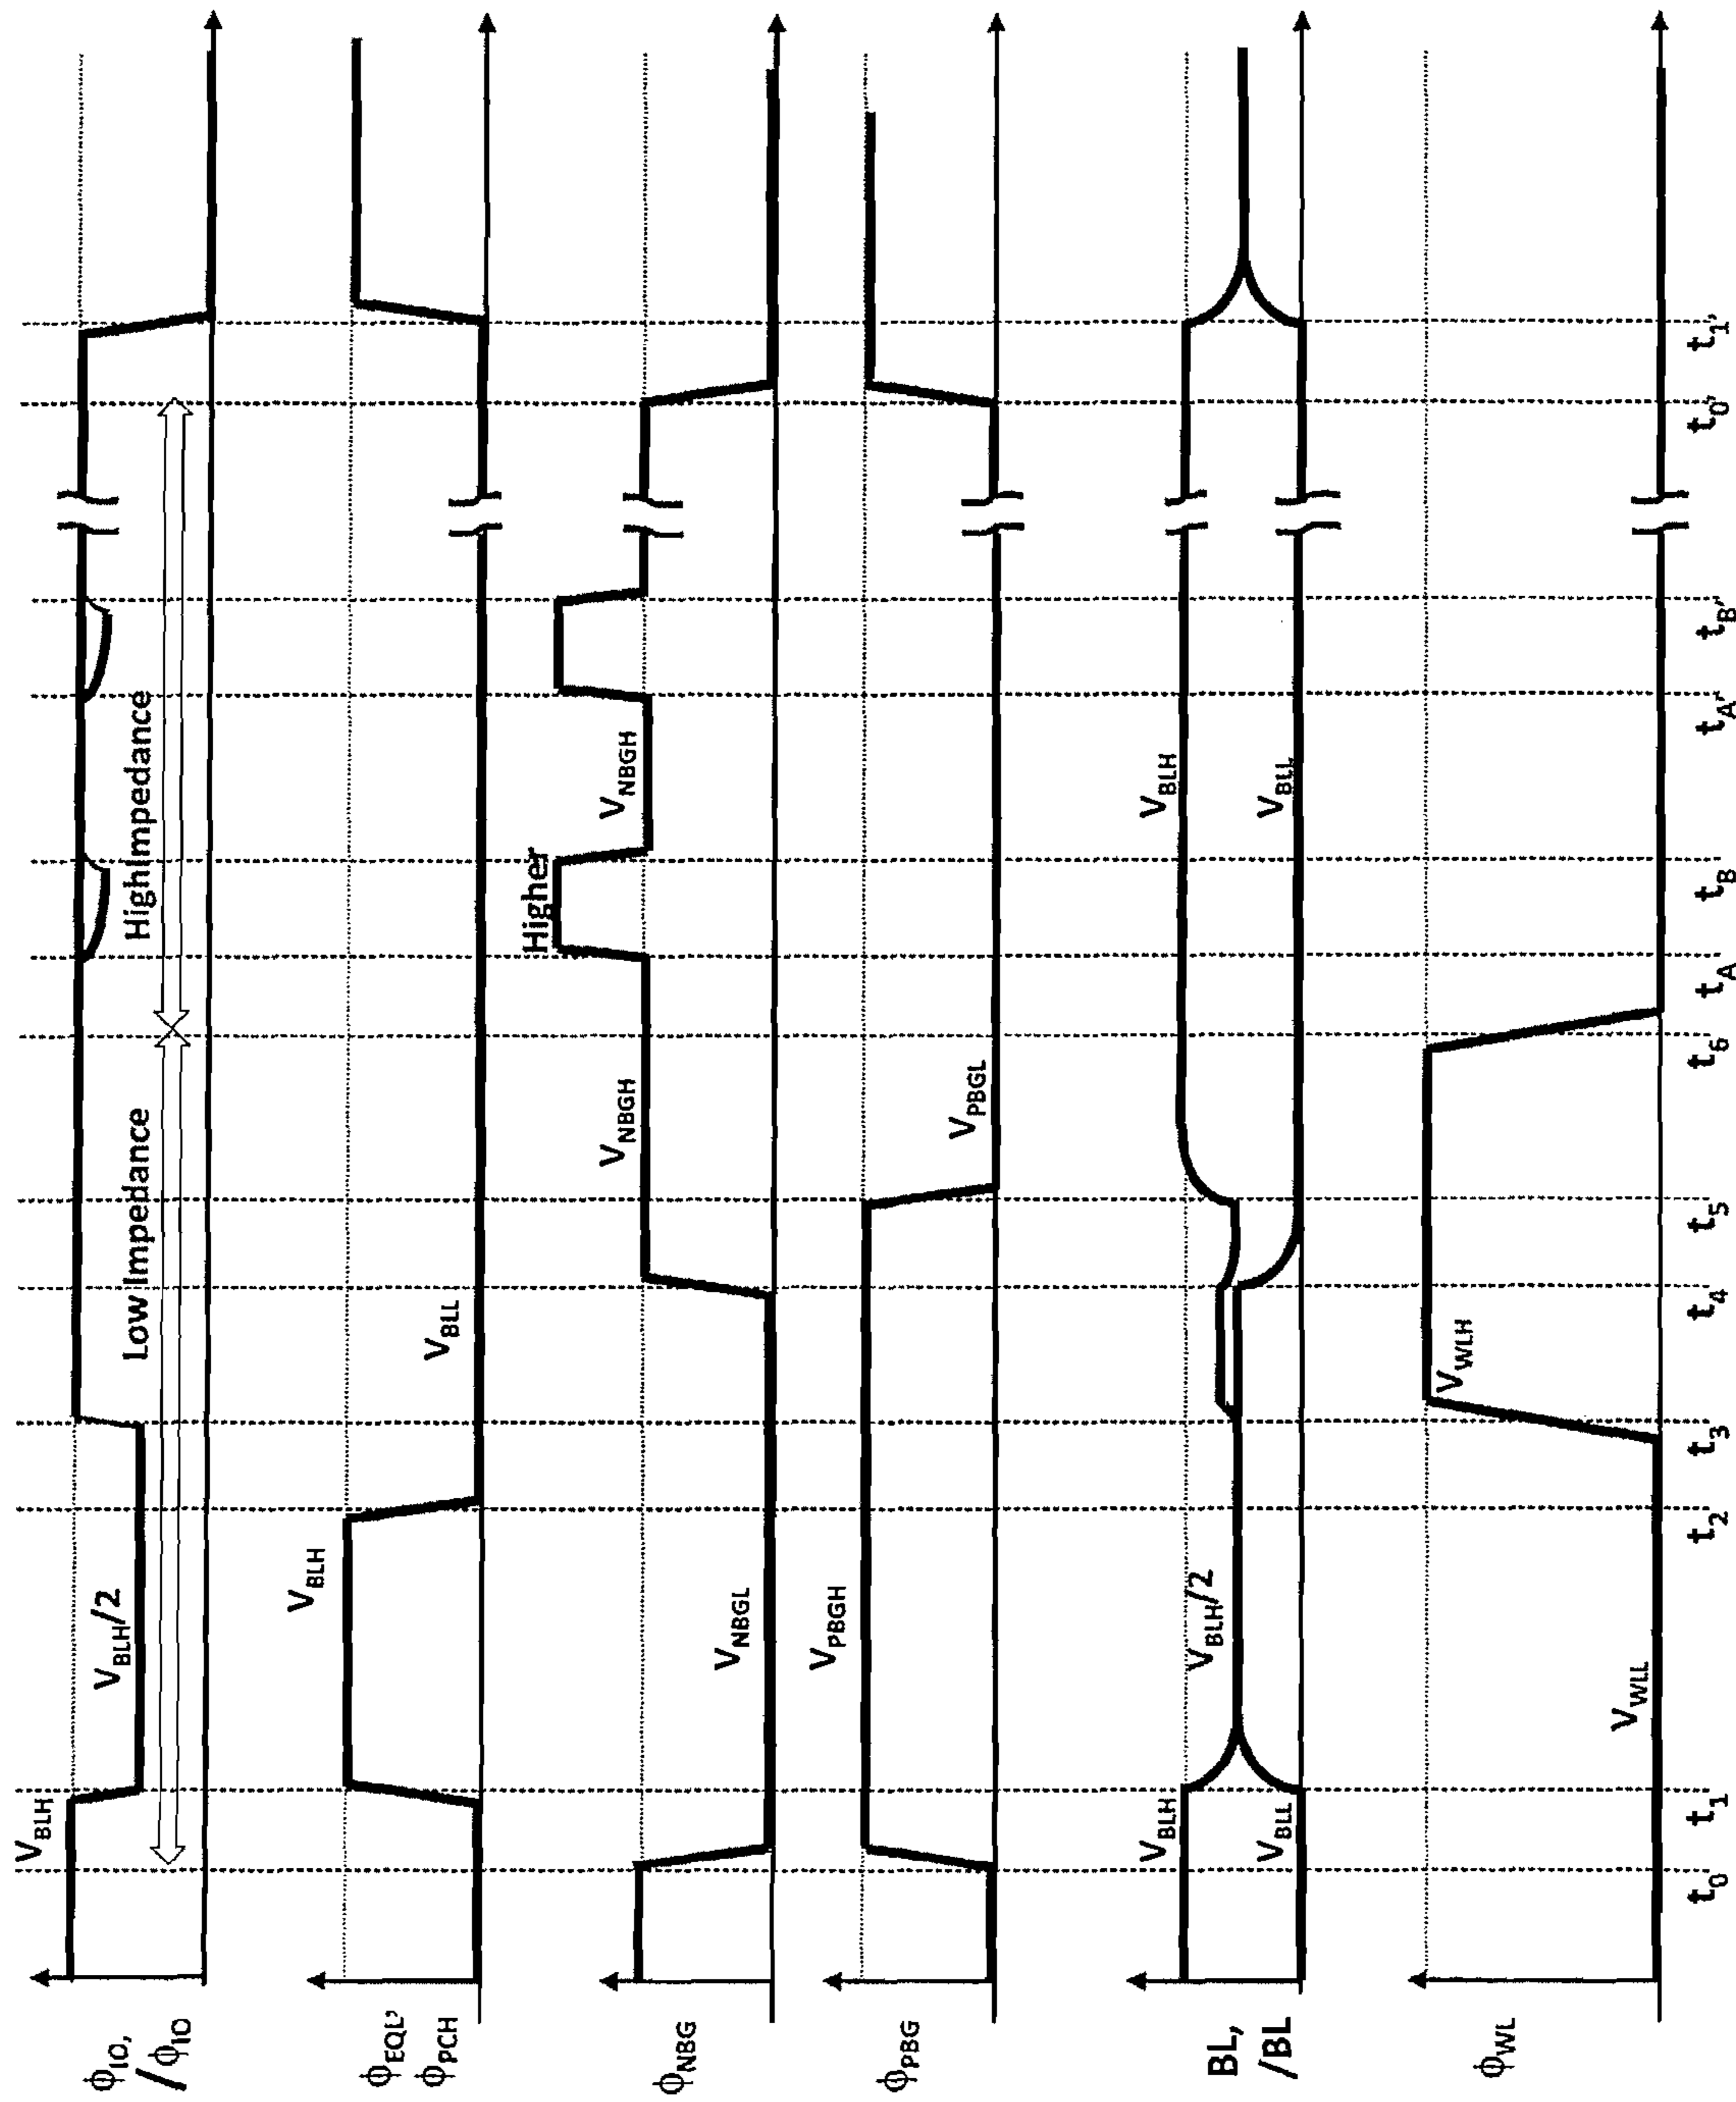 ϕIO,
/ϕIO
VBLH
VBLH/2
Low Impedance
High Impedance
ϕEQL,
ϕPCH
VBLH
VBLL
ϕNBG
VNBGL
VNBGH
Higher
VNBGH
ϕPBG
VPBGH
VPBGL
BL,
/BL
VBLH
VBLL
VBLH/2
VBLH
VBLL
ϕWL
VWLL
VWLH
t0 t1 t2 t3 t4 t5 t6 tA tB tA' tB' t0' t1'